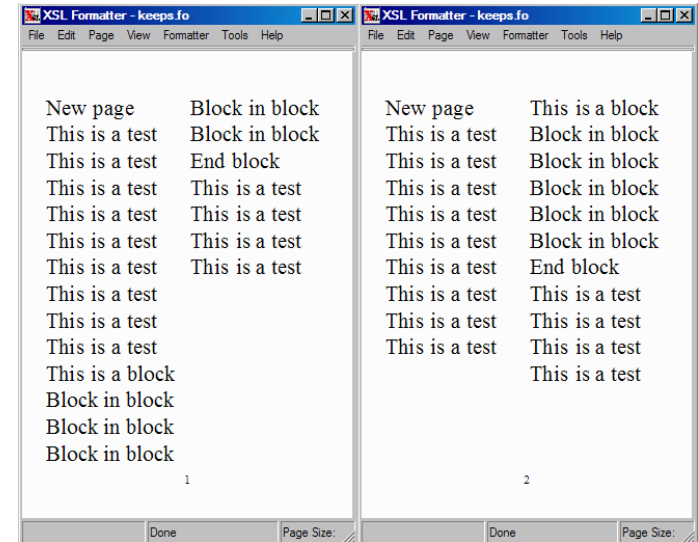 XSL Formatter - keeps.fo
File Edit Page View Formatter Tools Help
New page
This is a test
This is a test
This is a test
This is a test
This is a test
This is a test
This is a test
This is a test
This is a test
This is a block
Block in block
Block in block
Block in block
Block in block
Block in block
End block
This is a test
This is a test
This is a test
This is a test
1
Done Page Size:
XSL Formatter - keeps.fo
File Edit Page View Formatter Tools Help
New page
This is a test
This is a test
This is a test
This is a test
This is a test
This is a test
This is a test
This is a test
This is a test
This is a block
Block in block
Block in block
Block in block
Block in block
Block in block
End block
This is a test
This is a test
This is a test
This is a test
2
Done Page Size: